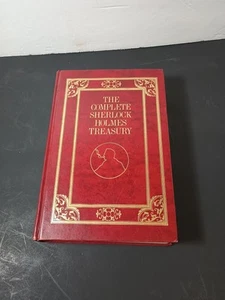 THE
COMPLETE
SHERLOCK
HOLMES
TREASURY